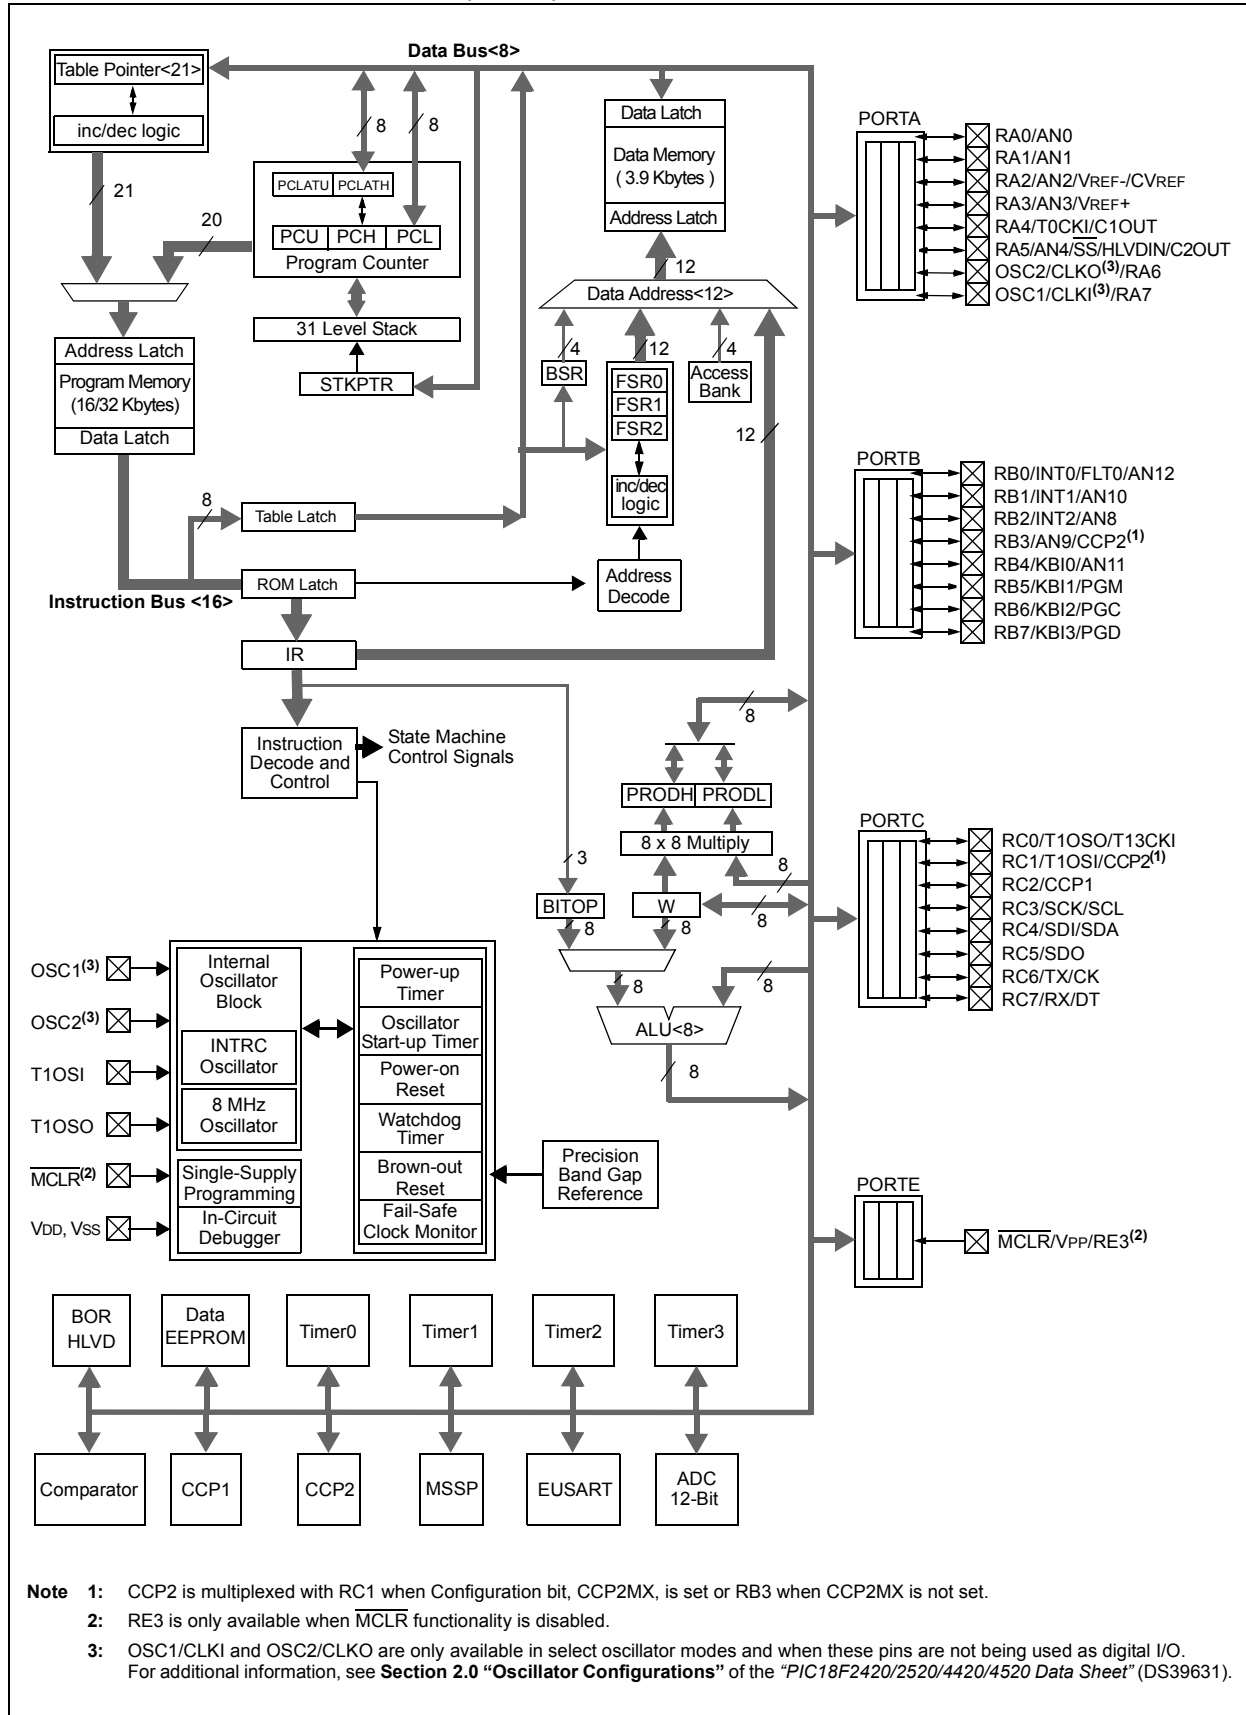 Data Bus<8>
Table Pointer<21>
inc/dec logic
21
20
8
8
PCLATU PCLATH
PCU PCH PCL
Program Counter
31 Level Stack
STKPTR
Address Latch
Program Memory
(16/32 Kbytes)
Data Latch
Data Latch
Data Memory
( 3.9 Kbytes )
Address Latch
12
Data Address<12>
4
12
4
BSR
FSR0
FSR1
FSR2
inc/dec
logic
Access
Bank
12
8
Table Latch
ROM Latch
Instruction Bus <16>
Address
Decode
IR
Instruction
Decode and
Control
State Machine
Control Signals
8
PRODH PRODL
8 x 8 Multiply
3
8
BITOP
W
8
8
8
8
8
ALU<8>
8
OSC1(3)
OSC2(3)
T1OSI
T1OSO
MCLR(2)
VDD, VSS
Internal
Oscillator
Block
INTRC
Oscillator
8 MHz
Oscillator
Single-Supply
Programming
In-Circuit
Debugger
Power-up
Timer
Oscillator
Start-up Timer
Power-on
Reset
Watchdog
Timer
Brown-out
Reset
Fail-Safe
Clock Monitor
Precision
Band Gap
Reference
PORTA
RA0/AN0
RA1/AN1
RA2/AN2/VREF-/CVREF
RA3/AN3/VREF+
RA4/T0CKI/C1OUT
RA5/AN4/SS/HLVDIN/C2OUT
OSC2/CLKO(3)/RA6
OSC1/CLKI(3)/RA7
PORTB
RB0/INT0/FLT0/AN12
RB1/INT1/AN10
RB2/INT2/AN8
RB3/AN9/CCP2(1)
RB4/KBI0/AN11
RB5/KBI1/PGM
RB6/KBI2/PGC
RB7/KBI3/PGD
PORTC
RC0/T1OSO/T13CKI
RC1/T1OSI/CCP2(1)
RC2/CCP1
RC3/SCK/SCL
RC4/SDI/SDA
RC5/SDO
RC6/TX/CK
RC7/RX/DT
PORTE
MCLR/VPP/RE3(2)
BOR
HLVD
Data
EEPROM
Timer0
Timer1
Timer2
Timer3
Comparator
CCP1
CCP2
MSSP
EUSART
ADC
12-Bit
Note 1: CCP2 is multiplexed with RC1 when Configuration bit, CCP2MX, is set or RB3 when CCP2MX is not set.
2: RE3 is only available when MCLR functionality is disabled.
3: OSC1/CLKI and OSC2/CLKO are only available in select oscillator modes and when these pins are not being used as digital I/O.
For additional information, see Section 2.0 “Oscillator Configurations” of the “PIC18F2420/2520/4420/4520 Data Sheet” (DS39631).